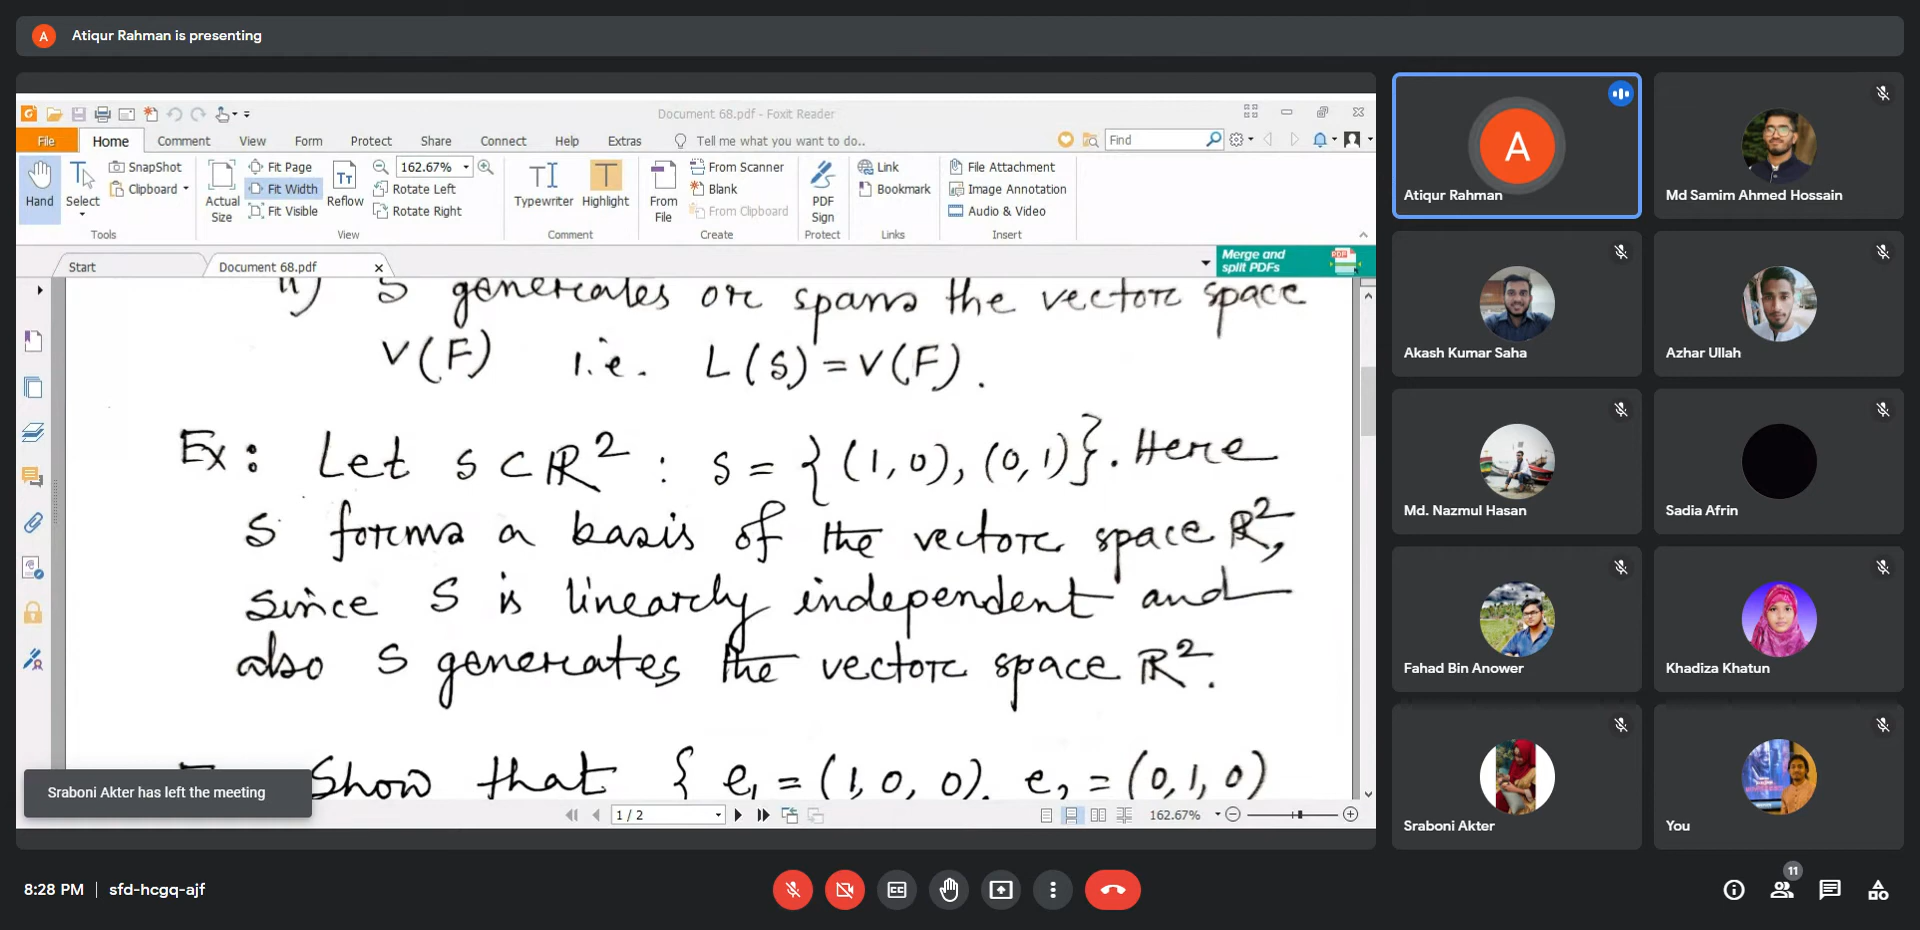 A
Atiqur Rahman is presenting
Document 68.pdf - Foxit Reader
File Home Comment View Form Protect Share Connect Help Extras Tell me what you want to do.. Find
Hand
Select
SnapShot
Clipboard
Tools
Actual Size
Fit Page
Fit Width
Fit Visible
Reflow
162.67%
Rotate Left
Rotate Right
View
Typewriter
Highlight
Comment
From File
From Scanner
Blank
From Clipboard
Create
PDF Sign
Protect
Link
Bookmark
Links
File Attachment
Image Annotation
Audio & Video
Insert
Start
Document 68.pdf
Merge and
split PDFs
ii) S generates or spans the vector space
V(F) i.e. L(S) = V(F).
Ex: Let S ⊂ ℝ² : S = {(1,0), (0,1)}. Here
S forms a basis of the vector space ℝ²,
since S is linearly independent and
also S generates the vector space ℝ².
Show that { e₁ = (1, 0, 0), e₂ = (0, 1, 0)
Sraboni Akter has left the meeting
1 / 2
162.67%
A
Atiqur Rahman
Md Samim Ahmed Hossain
Akash Kumar Saha
Azhar Ullah
Md. Nazmul Hasan
Sadia Afrin
Fahad Bin Anower
Khadiza Khatun
Sraboni Akter
You
8:28 PM | sfd-hcgq-ajf
11